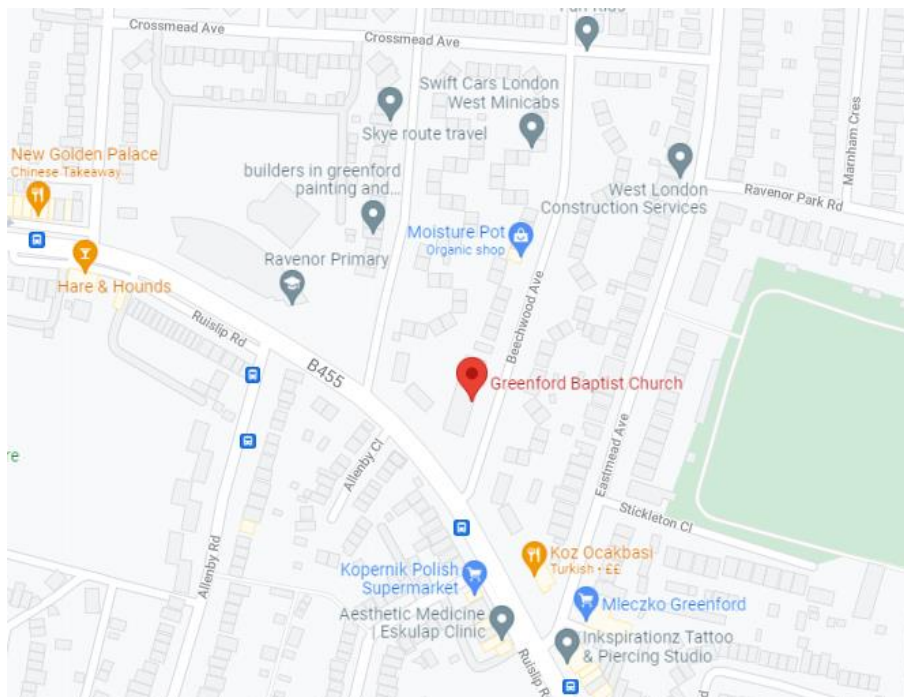 Crossmead Ave
Crossmead Ave
Swift Cars London
West Minicabs
Skye route travel
New Golden Palace
Chinese Takeaway
builders in greenford
painting and...
West London
Construction Services
Marnham Cres
Ravenor Park Rd
Moisture Pot
Organic shop
Ravenor Primary
Hare & Hounds
Ruislip Rd
B455
Beechwood Ave
Greenford Baptist Church
Eastmead Ave
Allenby Cl
re
Stickleton Cl
Allenby Rd
Koz Ocakbasi
Turkish • ££
Kopernik Polish
Supermarket
Mleczko Greenford
Aesthetic Medicine
| Eskulap Clinic
Inkspirationz Tattoo
& Piercing Studio
Ruislip R